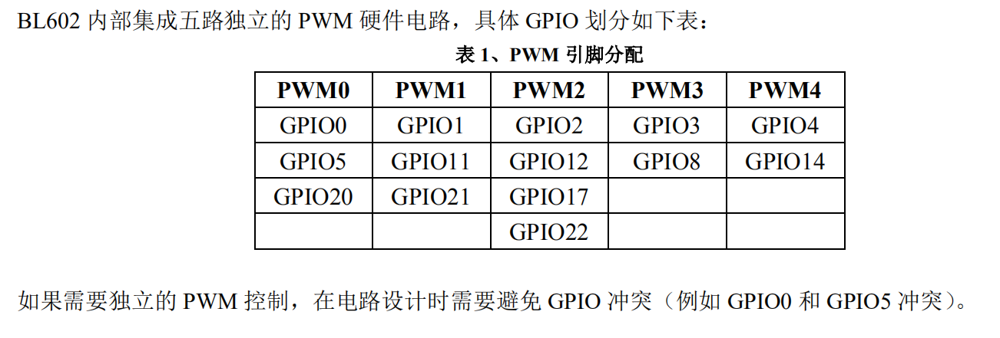 BL602 内部集成五路独立的 PWM 硬件电路，具体 GPIO 划分如下表：
表 1、PWM 引脚分配
PWM0 PWM1 PWM2 PWM3 PWM4
GPIO0 GPIO1 GPIO2 GPIO3 GPIO4
GPIO5 GPIO11 GPIO12 GPIO8 GPIO14
GPIO20 GPIO21 GPIO17
GPIO22
如果需要独立的 PWM 控制，在电路设计时需要避免 GPIO 冲突（例如 GPIO0 和 GPIO5 冲突）。